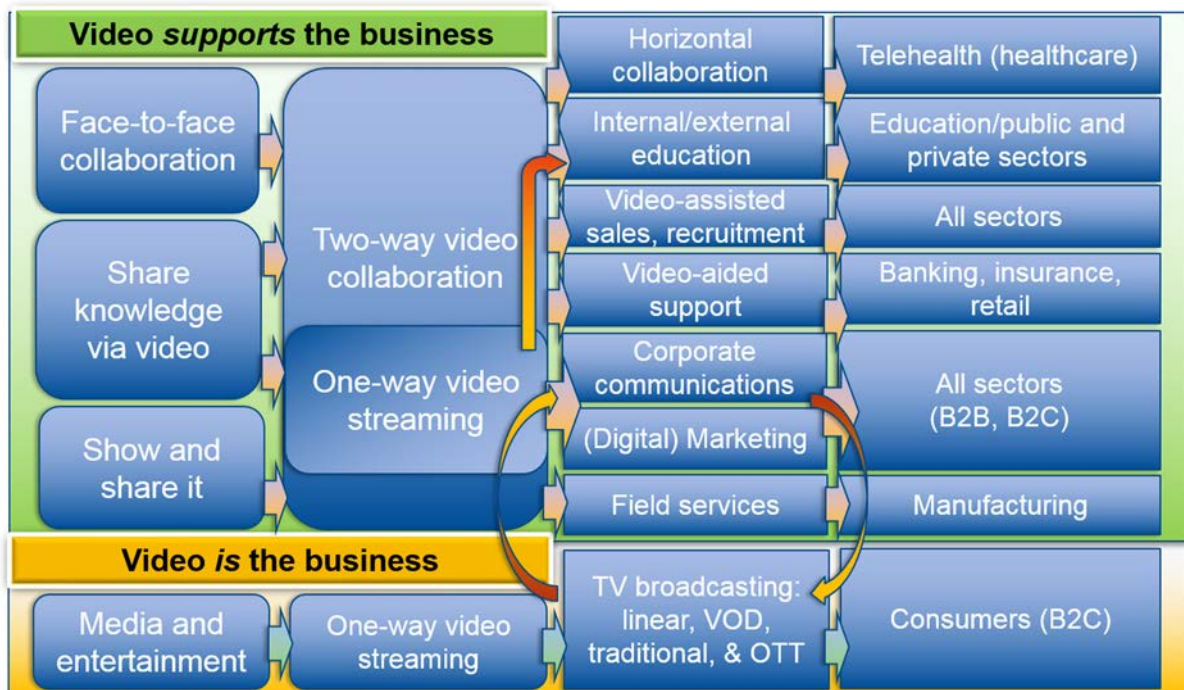 Video supports the business
Face-to-face
collaboration
Share
knowledge
via video
Show and
share it
Two-way video
collaboration
One-way video
streaming
Horizontal
collaboration
Internal/external
education
Video-assisted
sales, recruitment
Video-aided
support
Corporate
communications
(Digital) Marketing
Field services
Telehealth (healthcare)
Education/public and
private sectors
All sectors
Banking, insurance,
retail
All sectors
(B2B, B2C)
Manufacturing
Video is the business
Media and
entertainment
One-way video
streaming
TV broadcasting:
linear, VOD,
traditional, & OTT
Consumers (B2C)